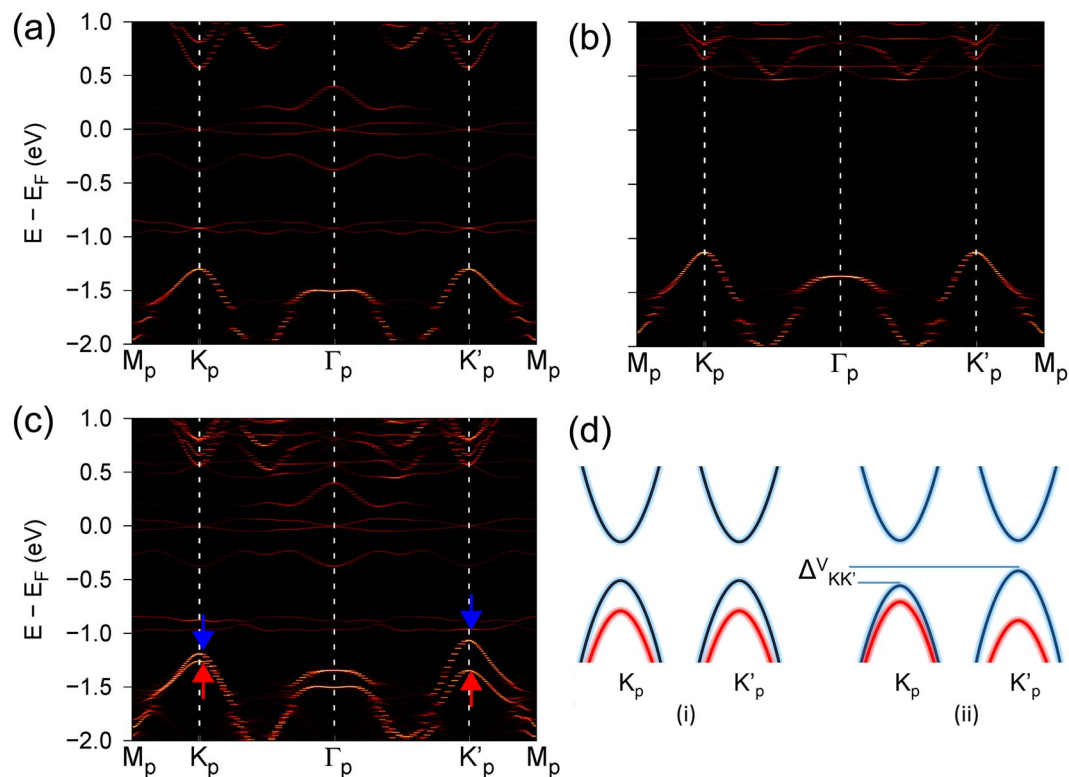 (a)
(b)
E − E_F (eV)
1.0
0.5
0.0
−0.5
−1.0
−1.5
−2.0
M_p K_p Γ_p K'_p M_p
M_p K_p Γ_p K'_p M_p
(c)
(d)
E − E_F (eV)
1.0
0.5
0.0
−0.5
−1.0
−1.5
−2.0
M_p K_p Γ_p K'_p M_p
Δ^V_KK'
K_p K'_p K_p K'_p
(i) (ii)